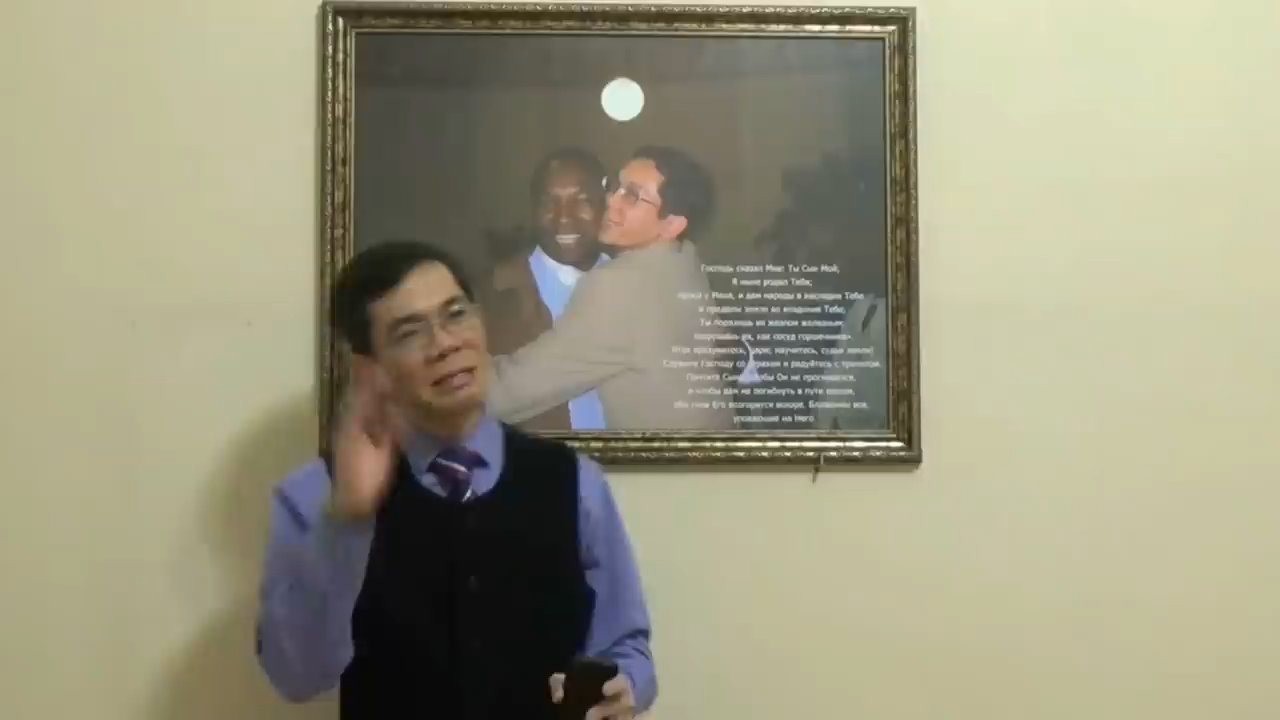 Господь сказал Мне: Ты Сын Мой;
Я ныне родил Тебя;
проси у Меня, и дам народы в наследие Тебе
и пределы земли во владение Тебе;
Ты поразишь их жезлом железным;
сокрушишь их, как сосуд горшечника».
Итак вразумитесь, цари; научитесь, судьи земли!
Служите Господу со страхом и радуйтесь с трепетом.
Почтите Сына, чтобы Он не прогневался,
и чтобы вам не погибнуть в пути вашем,
ибо гнев Его возгорится вскоре. Блаженны все,
уповающие на Него.